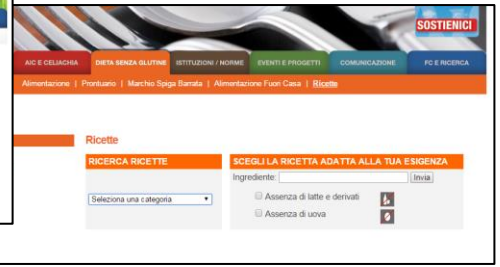 SOSTIENICI
AIC E CELIACHIA DIETA SENZA GLUTINE ISTITUZIONI / NORME EVENTI E PROGETTI COMUNICAZIONE FC E RICERCA
Alimentazione | Prontuario | Marchio Spiga Barrata | Alimentazione Fuori Casa | Ricette
Ricette
RICERCA RICETTE
Seleziona una categoria
SCEGLI LA RICETTA ADATTA ALLA TUA ESIGENZA
Ingrediente: Invia
Assenza di latte e derivati
Assenza di uova